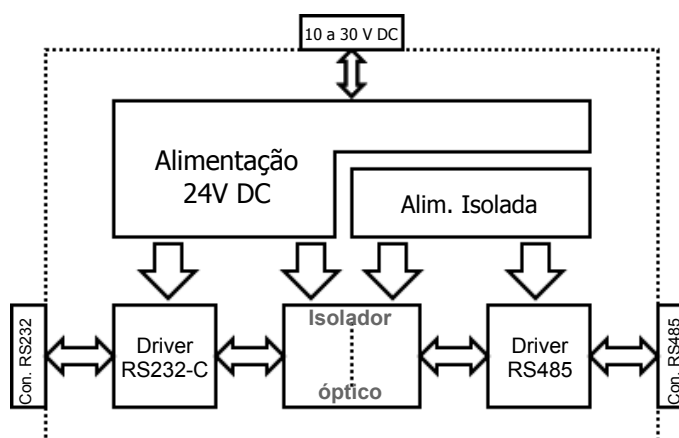 10 a 30 V DC
Alimentação
24V DC
Alim. Isolada
Con. RS232
Driver
RS232-C
Isolador
óptico
Driver
RS485
Con. RS485